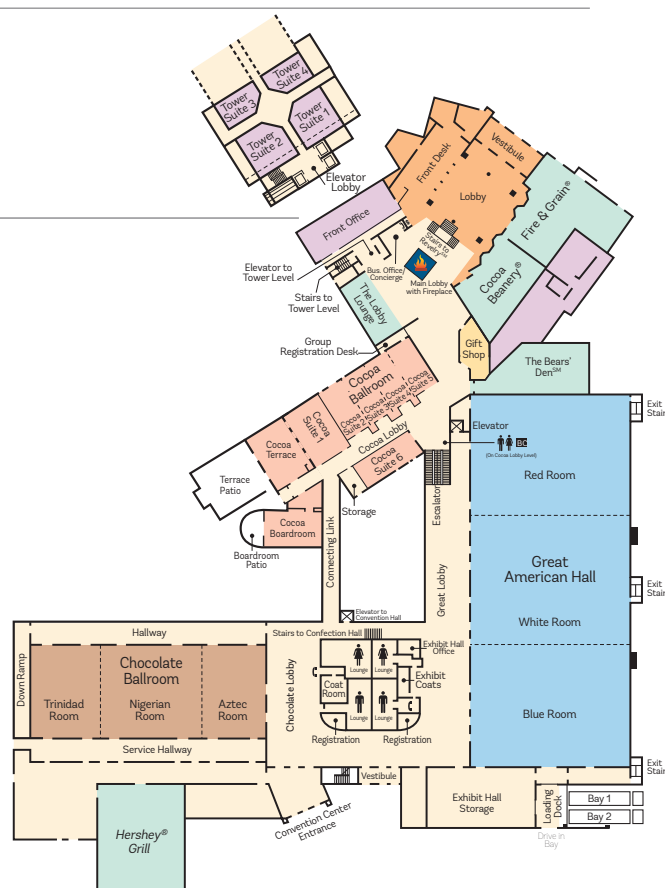 Tower
Suite 4
Tower
Suite 3
Tower
Suite 1
Tower
Suite 2
Elevator
Lobby
Front Desk
Vestibule
Lobby
Fire & Grain®
Front Office
Stairs to
Revelry™
Bus. Office/
Concierge
Main Lobby
with Fireplace
Cocoa
Beanery®
Elevator to
Tower Level
Stairs to
Tower Level
The Lobby
Lounge
Group
Registration Desk
Gift
Shop
The Bears'
Den℠
Cocoa
Ballroom
Cocoa
Suite 1
Cocoa
Suite 2
Cocoa
Suite 3
Cocoa
Suite 4
Cocoa
Suite 5
Cocoa Lobby
Cocoa
Suite 6
Cocoa
Terrace
Terrace
Patio
Cocoa
Boardroom
Boardroom
Patio
Storage
Connecting Link
Elevator
BC
(On Cocoa Lobby Level)
Escalator
Great Lobby
Exit
Stair
Red Room
Great
American Hall
Exit
Stair
White Room
Blue Room
Exit
Stair
Elevator to
Convention Hall
Stairs to Confection Hall
Exhibit Hall
Office
Exhibit
Coats
Lounge
Lounge
Coat
Room
Lounge
Lounge
Registration
Registration
Chocolate Lobby
Hallway
Down Ramp
Chocolate
Ballroom
Trinidad
Room
Nigerian
Room
Aztec
Room
Service Hallway
Vestibule
Convention Center
Entrance
Hershey®
Grill
Exhibit Hall
Storage
Loading
Dock
Bay 1
Bay 2
Drive In
Bay